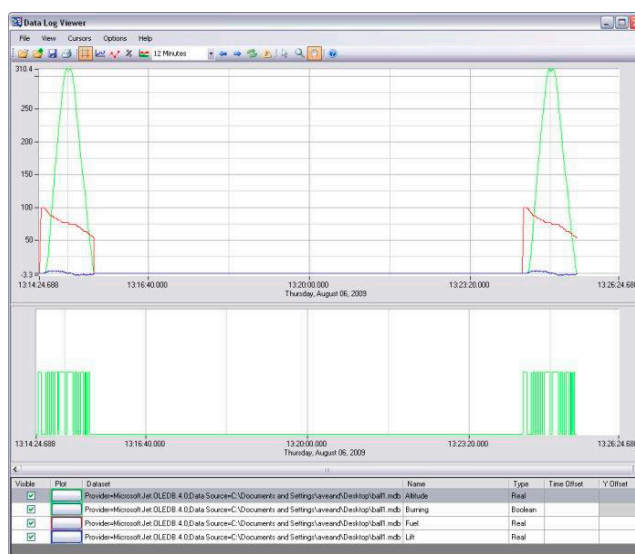 Data Log Viewer
File View Cursors Options Help
12 Minutes
310.4
250
200
150
100
50
-3.3
13:14:24.688 13:16:40.000 13:20:00.000 13:23:20.000 13:26:24.688
Thursday, August 06, 2009
13:14:24.688 13:16:40.000 13:20:00.000 13:23:20.000 13:26:24.688
Thursday, August 06, 2009
Visible Plot Dataset Name Type Time Offset Y Offset
Provider=Microsoft.Jet.OLEDB.4.0;Data Source=C:\Documents and Settings\aveand\Desktop\ball1.mdb Altitude Real
Provider=Microsoft.Jet.OLEDB.4.0;Data Source=C:\Documents and Settings\aveand\Desktop\ball1.mdb Burning Boolean
Provider=Microsoft.Jet.OLEDB.4.0;Data Source=C:\Documents and Settings\aveand\Desktop\ball1.mdb Fuel Real
Provider=Microsoft.Jet.OLEDB.4.0;Data Source=C:\Documents and Settings\aveand\Desktop\ball1.mdb Lift Real